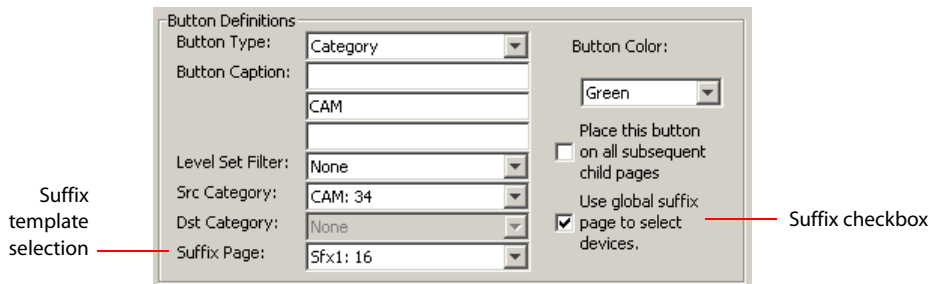 Button Definitions
Button Type:
Category
Button Color:
Button Caption:
Green
CAM
Place this button
on all subsequent
child pages
Level Set Filter:
None
Src Category:
CAM: 34
Use global suffix
page to select
devices.
Dst Category:
None
Suffix Page:
Sfx1: 16
Suffix
template
selection
Suffix checkbox